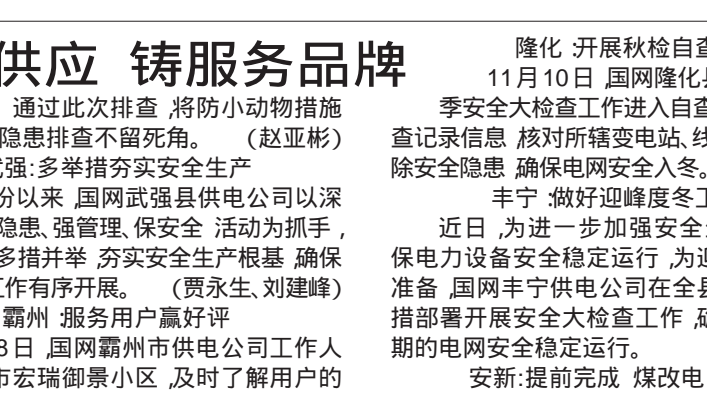 供应 铸服务品牌
通过此次排查,将防小动物措施
隐患排查不留死角。 (赵亚彬)
强:多举措夯实安全生产
份以来,国网武强县供电公司以深
隐患、强管理、保安全 活动为抓手,
多措并举,夯实安全生产根基,确保
工作有序开展。 (贾永生、刘建峰)
霸州:服务用户赢好评
8日,国网霸州市供电公司工作人
市宏瑞御景小区,及时了解用户的
隆化:开展秋检自查
11月10日,国网隆化县
季安全大检查工作进入自查
查记录信息,核对所辖变电站、线
除安全隐患,确保电网安全入冬。
丰宁:做好迎峰度冬工
近日,为进一步加强安全
保电力设备安全稳定运行,为迎
准备,国网丰宁供电公司在全县
措部署开展安全大检查工作,确
期的电网安全稳定运行。
安新:提前完成 煤改电